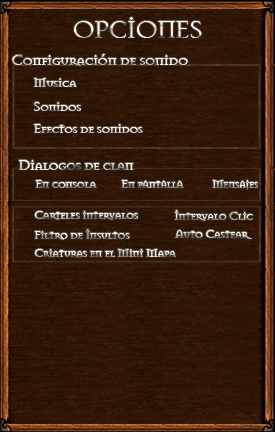 OPCIONES
Configuración de sonido
Musica
Sonidos
Efectos de sonidos
Dialogos de clan
En consola En pantalla Mensajes
Carteles intervalos Intervalo Clic
Filtro de Insultos Auto Castear
Criaturas en el Mini Mapa